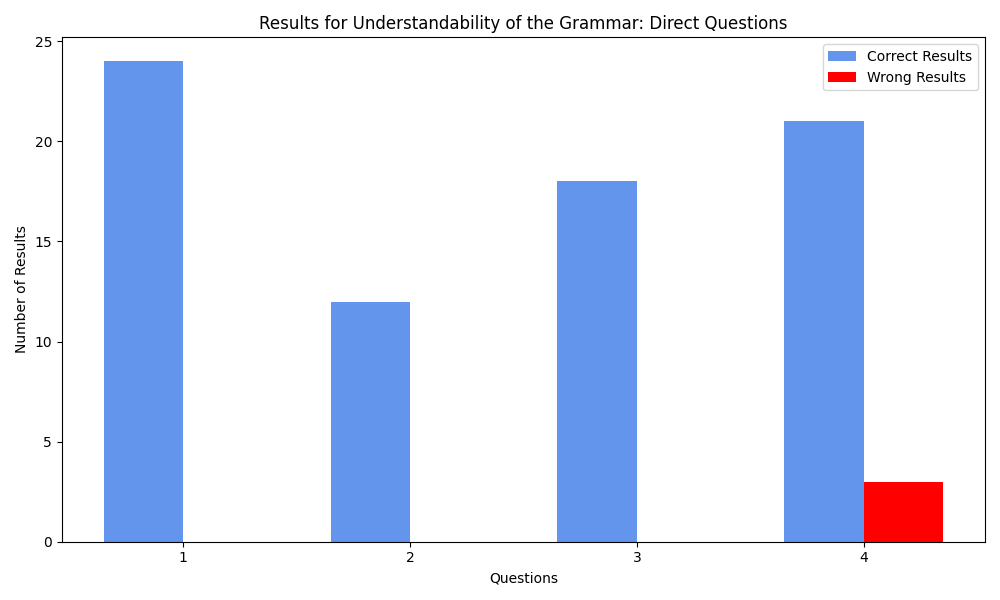 Results for Understandability of the Grammar: Direct Questions
Correct Results
Wrong Results
Number of Results
25
20
15
10
5
0
1 2 3 4
Questions